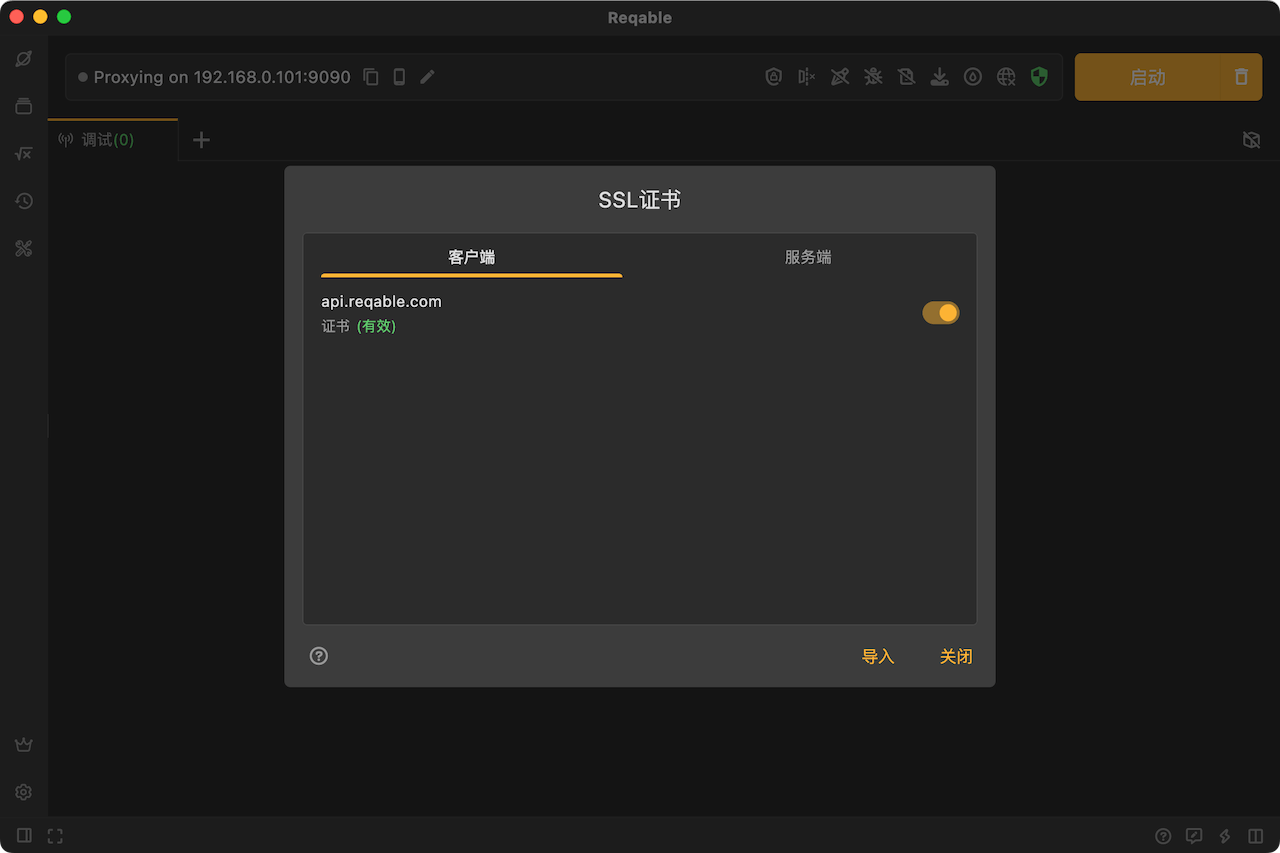 Reqable
Proxying on 192.168.0.101:9090
启动
调试(0)
SSL证书
客户端
服务端
api.reqable.com
证书 (有效)
导入
关闭